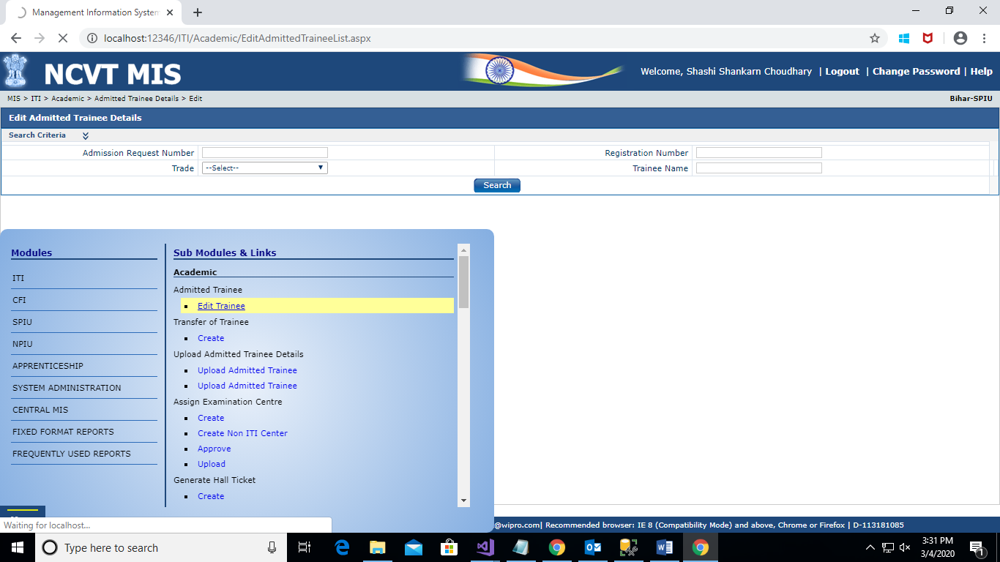 Management Information System
localhost:12346/ITI/Academic/EditAdmittedTraineeList.aspx
NCVT MIS
Welcome, Shashi Shankarn Choudhary | Logout | Change Password | Help
MIS > ITI > Academic > Admitted Trainee Details > Edit
Bihar-SPIU
Edit Admitted Trainee Details
Search Criteria
Admission Request Number
Registration Number
Trade --Select--
Trainee Name
Search
Modules
ITI
CFI
SPIU
NPIU
APPRENTICESHIP
SYSTEM ADMINISTRATION
CENTRAL MIS
FIXED FORMAT REPORTS
FREQUENTLY USED REPORTS
Sub Modules & Links
Academic
Admitted Trainee
Edit Trainee
Transfer of Trainee
Create
Upload Admitted Trainee Details
Upload Admitted Trainee
Upload Admitted Trainee
Assign Examination Centre
Create
Create Non ITI Center
Approve
Upload
Generate Hall Ticket
Create
Waiting for localhost...
@wipro.com| Recommended browser: IE 8 (Compatibility Mode) and above, Chrome or Firefox | D-113181085
Type here to search
3:31 PM
3/4/2020
1